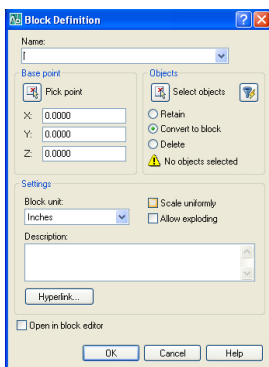 Block Definition
Name:
Base point
Pick point
X: 0.0000
Y: 0.0000
Z: 0.0000
Objects
Select objects
Retain
Convert to block
Delete
No objects selected
Settings
Block unit:
Inches
Scale uniformly
Allow exploding
Description:
Hyperlink...
Open in block editor
OK Cancel Help